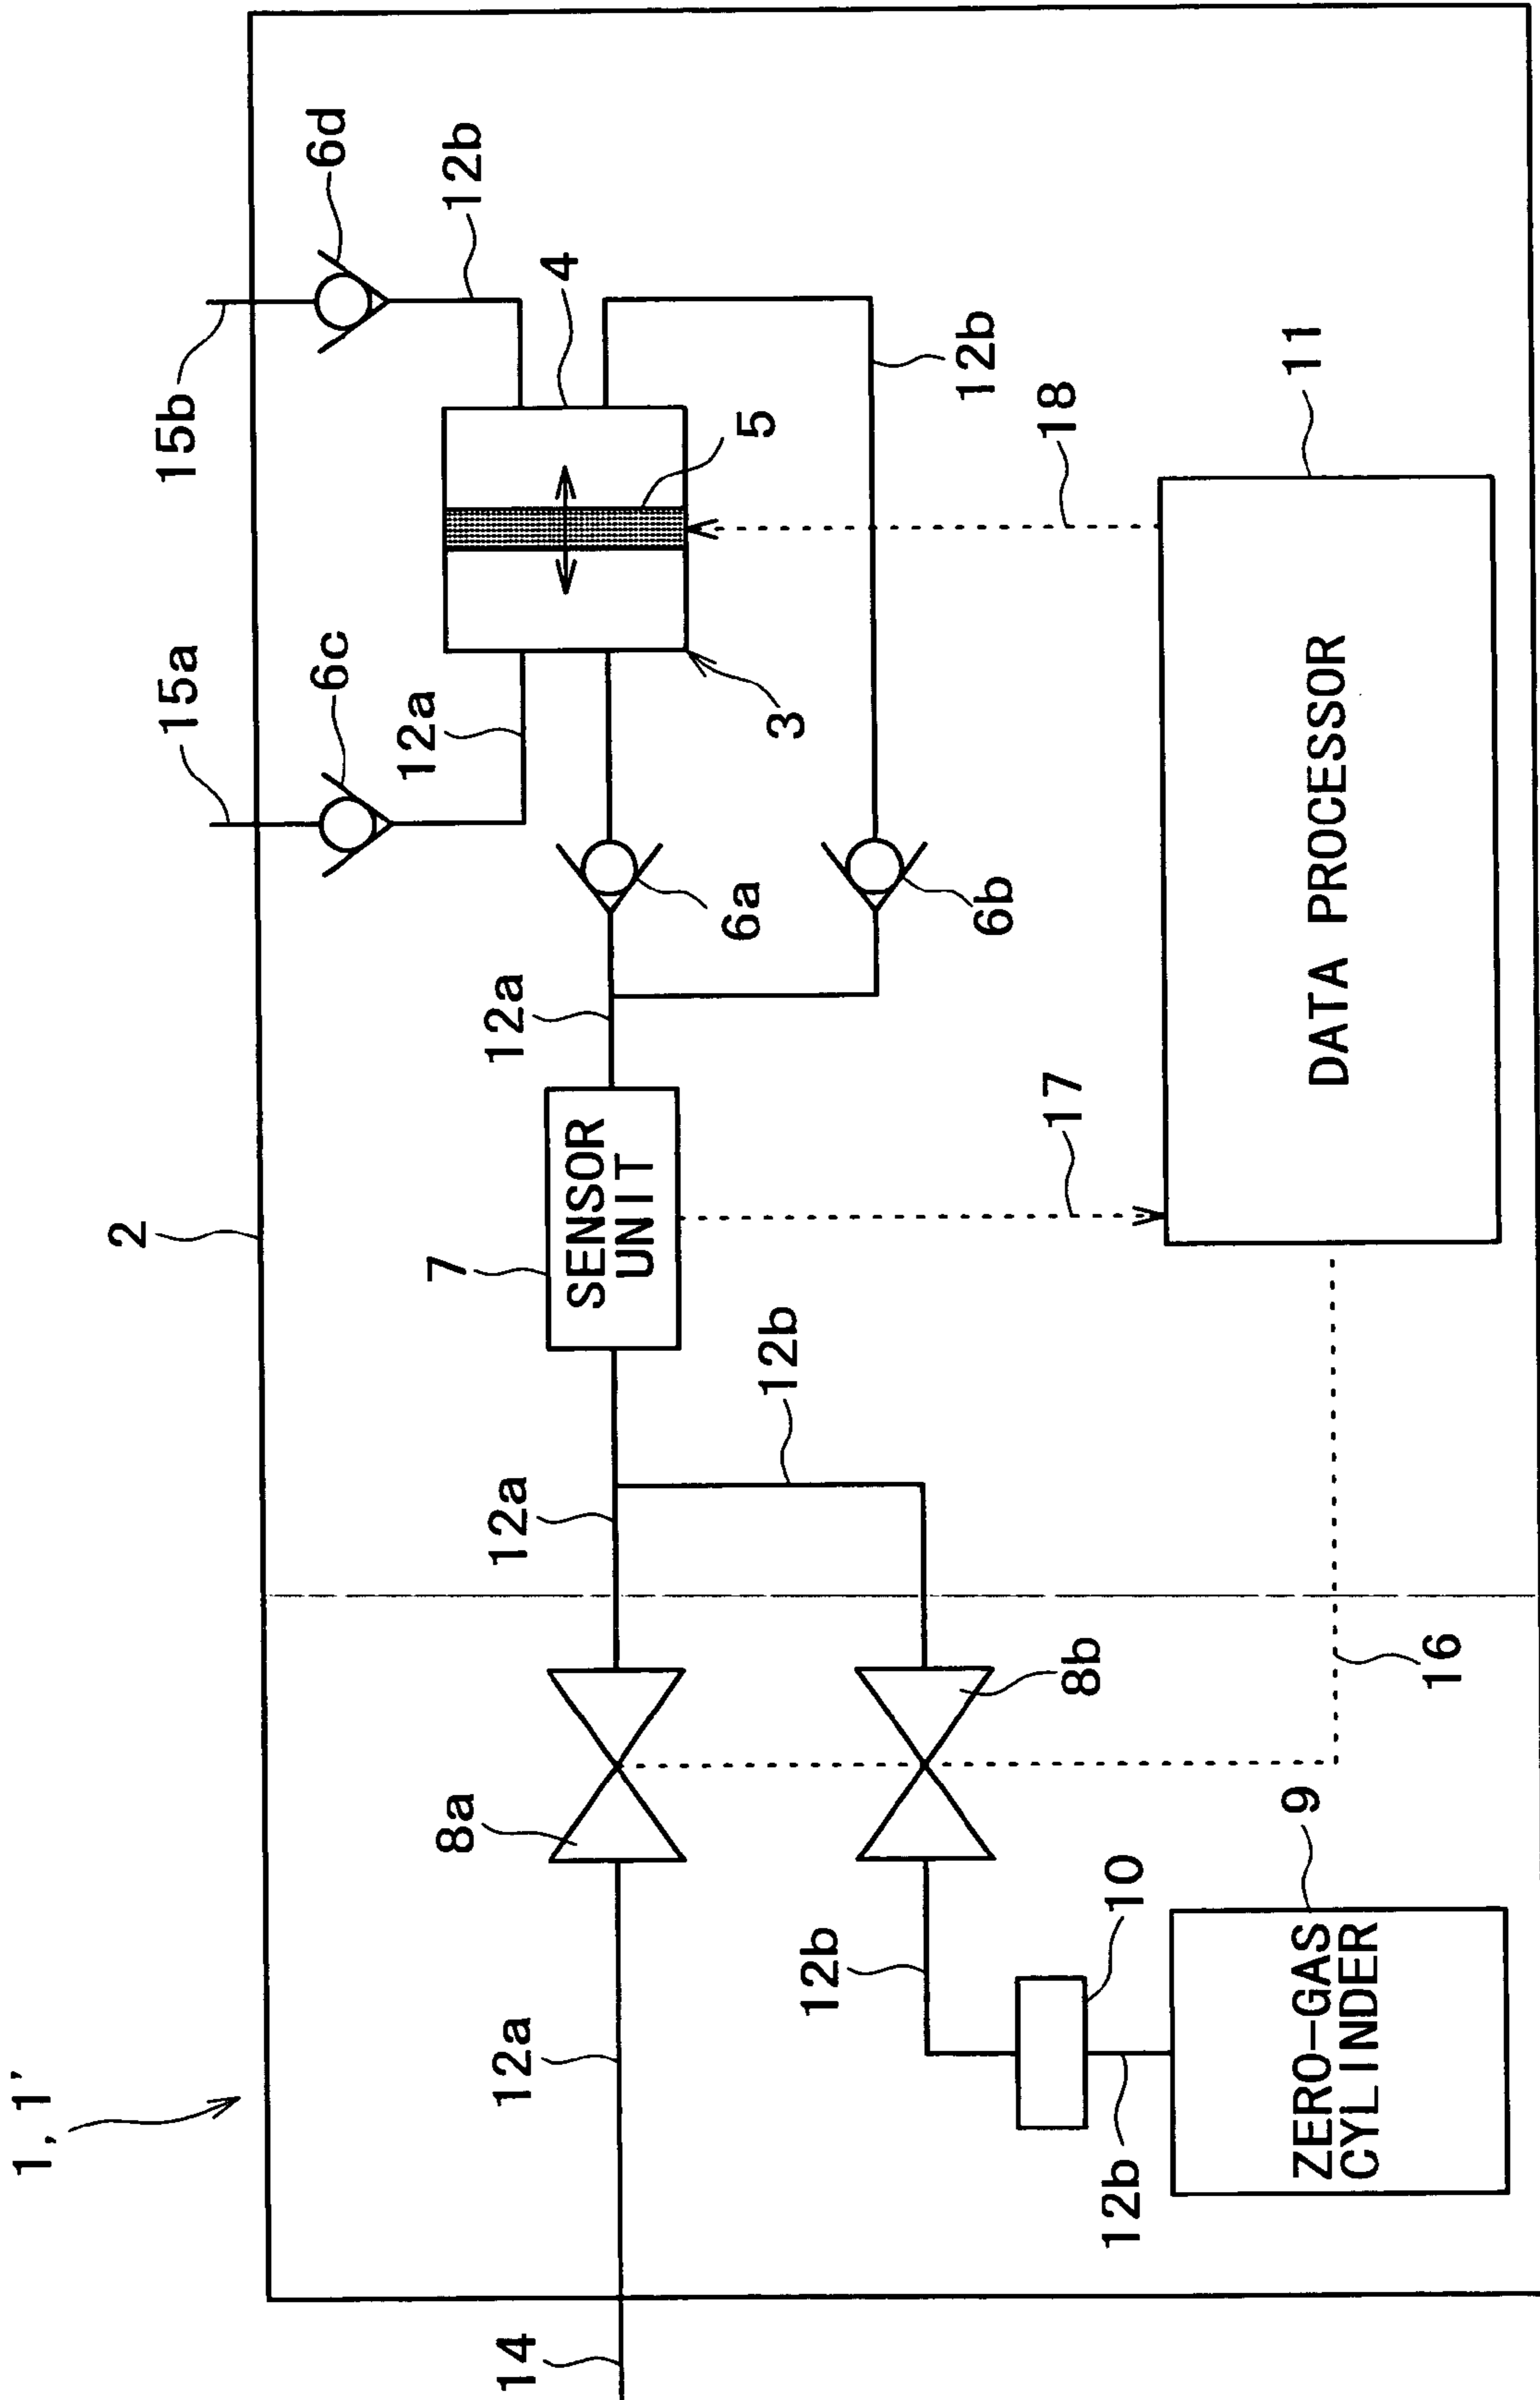 1, 1'
2
15a
15b
6c
6d
12a
12b
4
5
3
6a
6b
12b
12a
7
SENSOR
UNIT
12a
12b
17
18
11
DATA PROCESSOR
8a
8b
16
12a
12b
10
12b
9
ZERO-GAS
CYLINDER
14